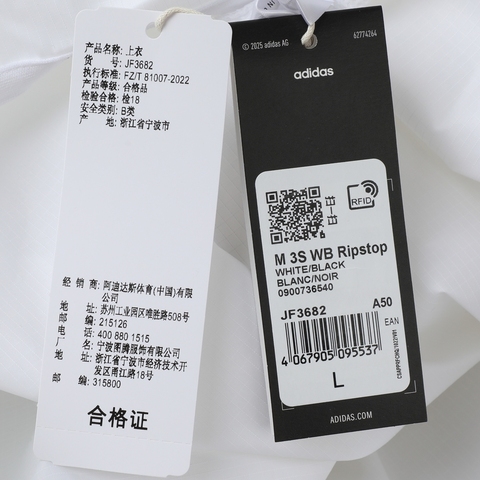 产品名称: 上衣
货 号: JF3682
执行标准: FZ/T 81007-2022
产品等级: 合格品
检验合格: 检18
安全类别: B类
产 地: 浙江省宁波市
经 销 商: 阿迪达斯体育(中国)有限公司
地 址: 苏州工业园区唯胜路508号
邮 编: 215126
电 话: 400 880 1515
厂 名: 宁波图腾服饰有限公司
地 址: 浙江省宁波市经济技术开
发区甬江路18号
邮 编: 315800
合格证
© 2025 adidas AG
62774264
adidas
RFID
M 3S WB Ripstop
WHITE/BLACK
BLANC/NOIR
0900736540
JF3682
A50
EAN
4 067905 095537
L
ADIDAS.COM